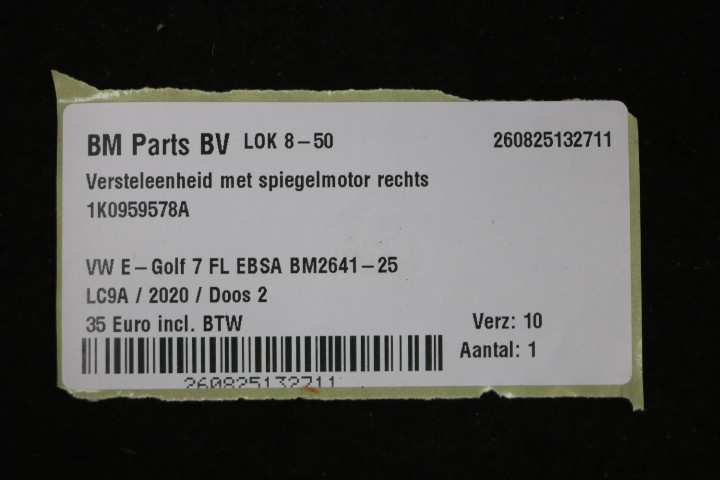 BM Parts BV LOK 8-50 260825132711
Versteleenheid met spiegelmotor rechts
1K0959578A
VW E-Golf 7 FL EBSA BM2641-25
LC9A / 2020 / Doos 2
35 Euro incl. BTW Verz: 10
Aantal: 1
260825132711